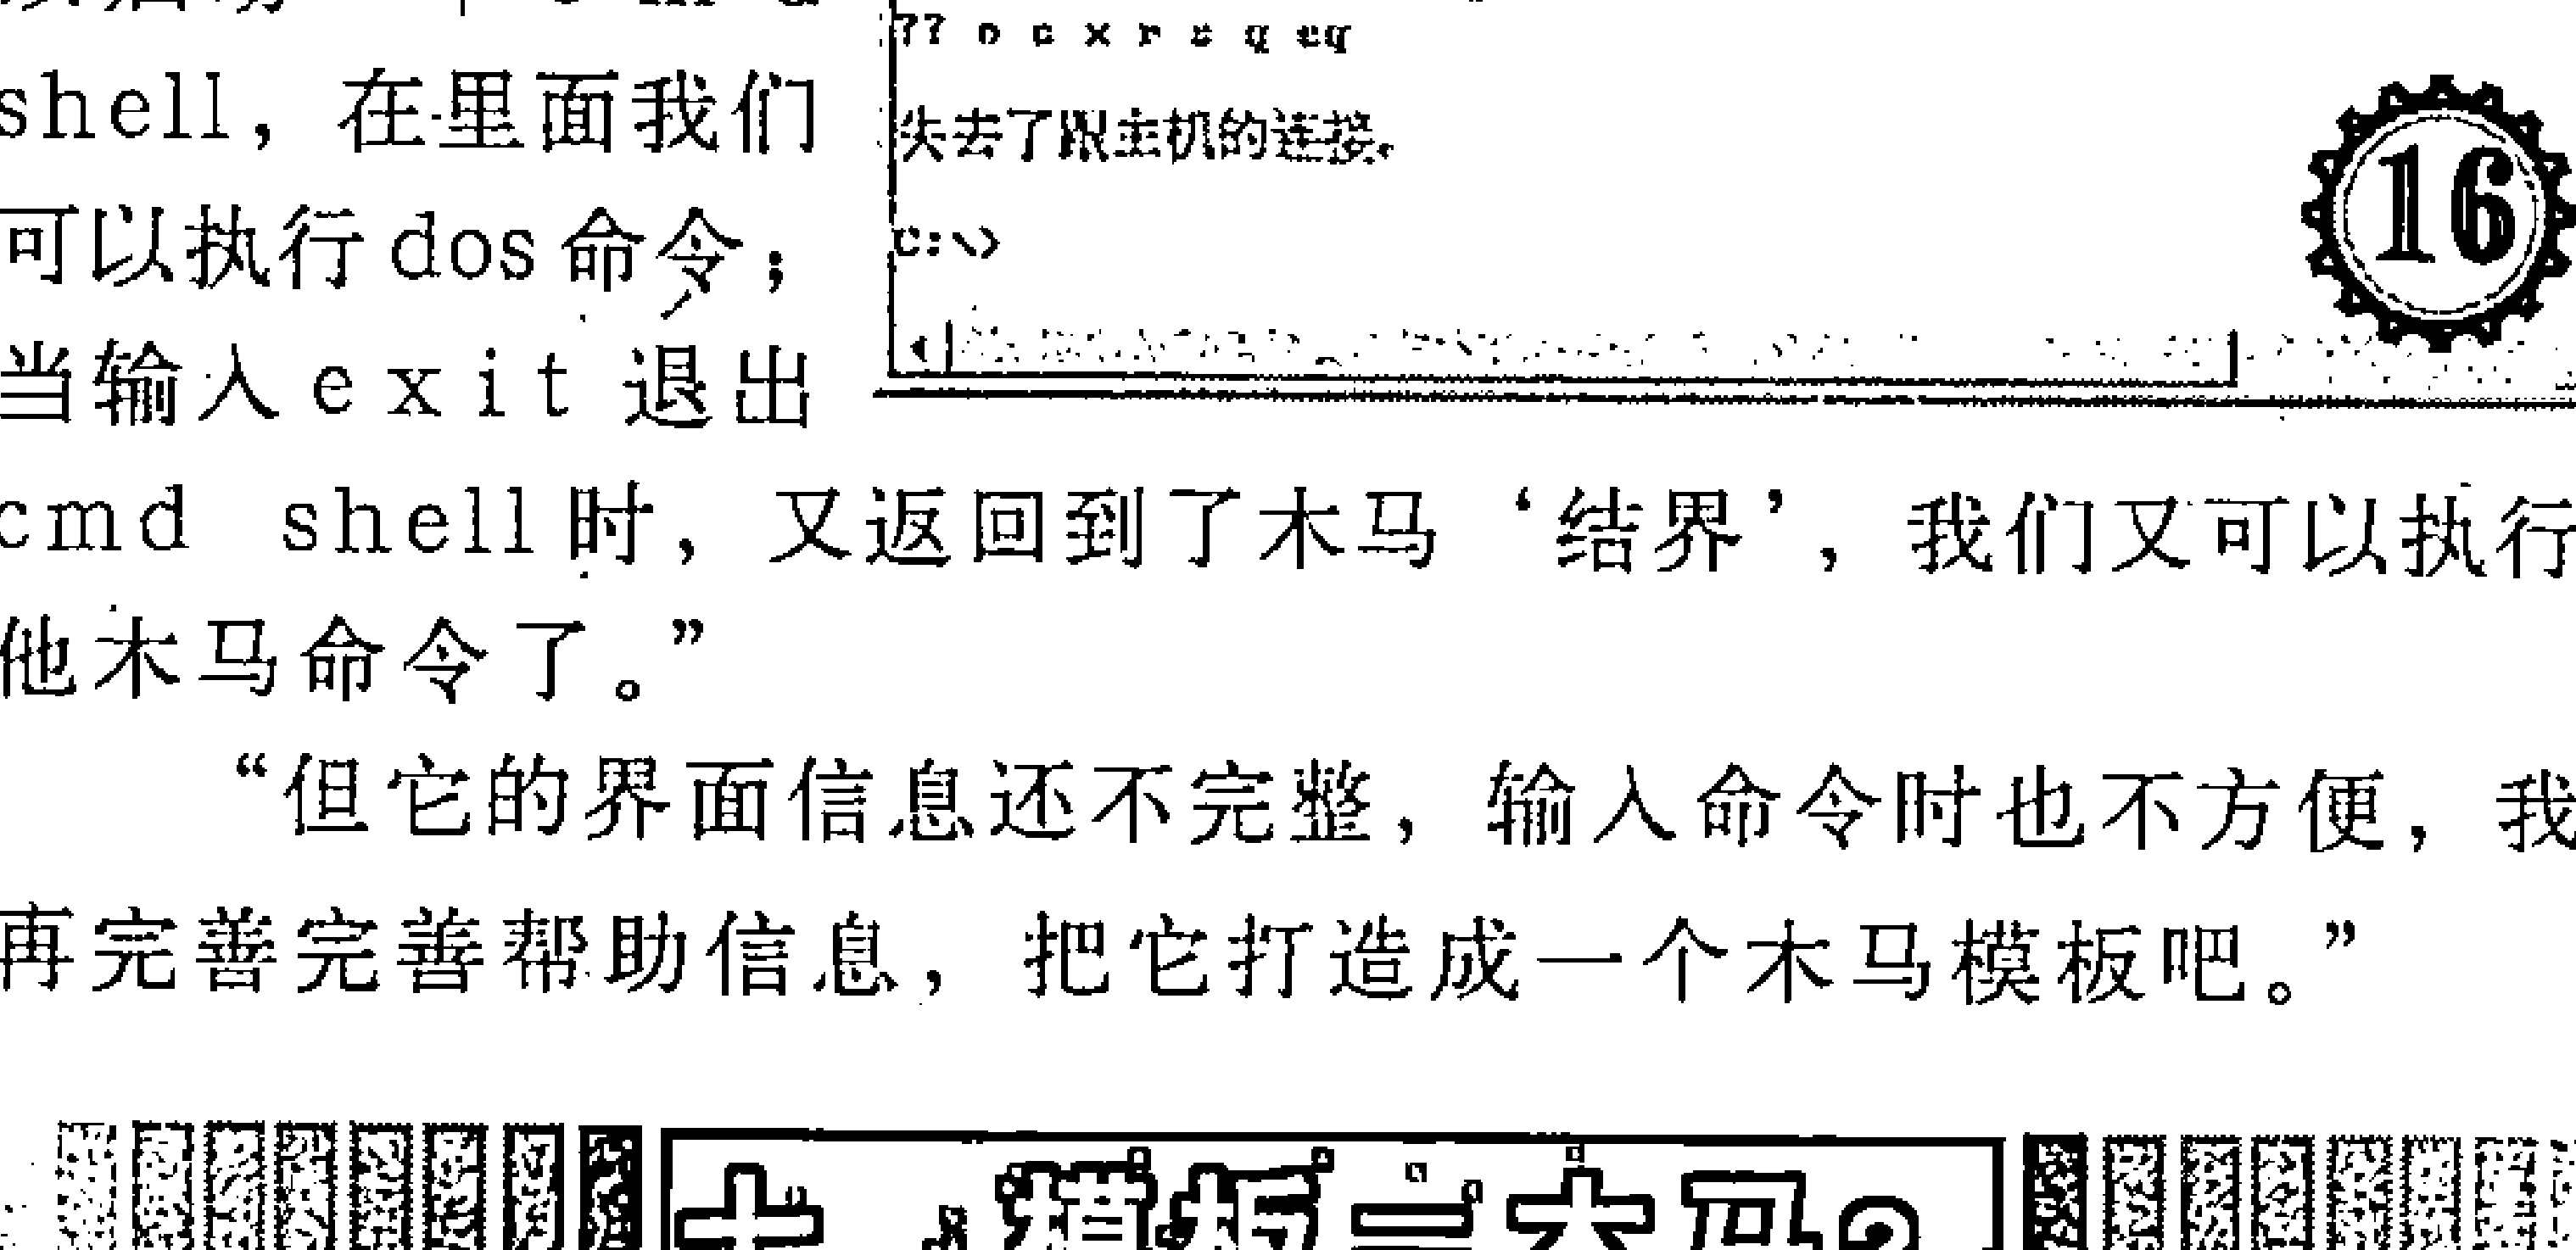 shell，在里面我们
可以执行dos命令；
当输入exit 退出
?? o c x r s q eq
失去了跟主机的连接。
C:\>
16
cmd shell时，又返回到了木马‘结界’，我们又可以执行
他木马命令了。”
“但它的界面信息还不完整，输入命令时也不方便，我
再完善完善帮助信息，把它打造成一个木马模板吧。”